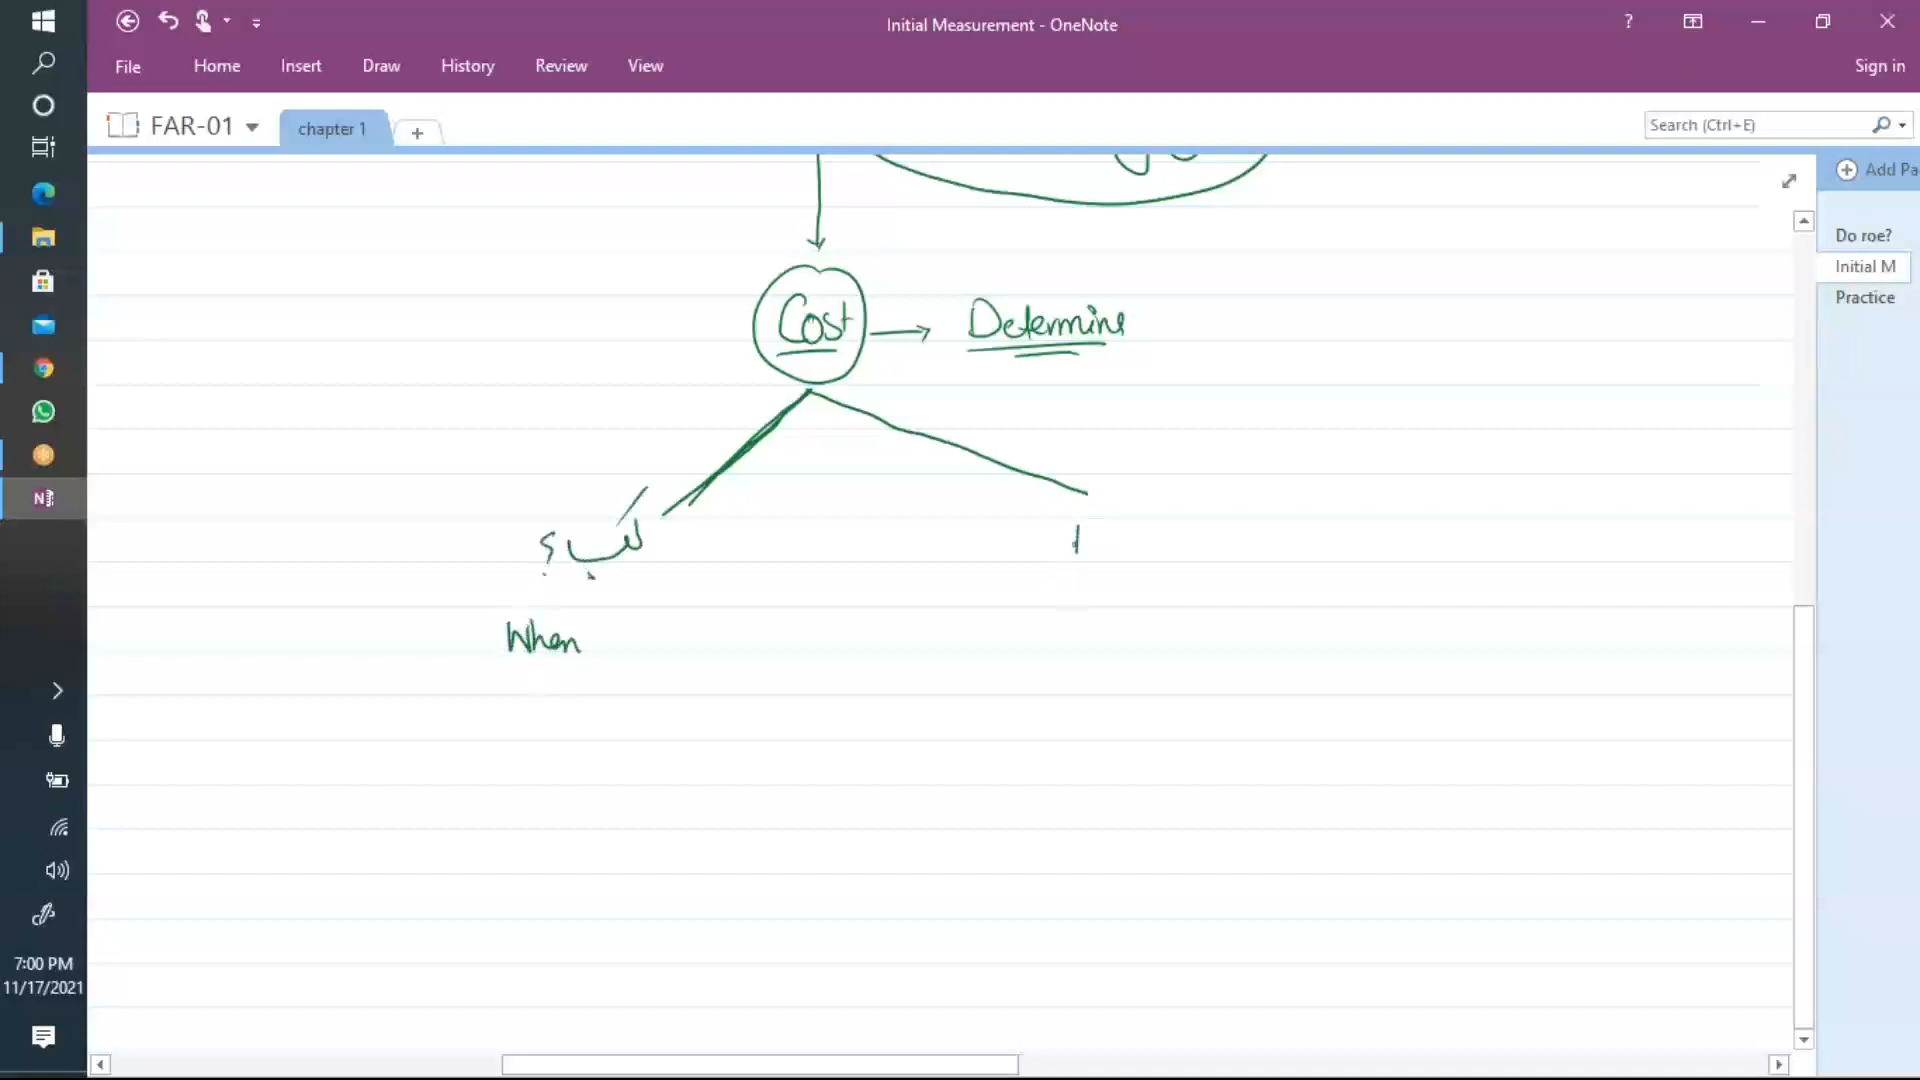 Initial Measurement - OneNote
?
File Home Insert Draw History Review View
Sign in
FAR-01 chapter 1 +
Search (Ctrl+E)
Add Pa
Do roe?
Initial M
Practice
Cost → Determine
کب؟
When
7:00 PM
11/17/2021